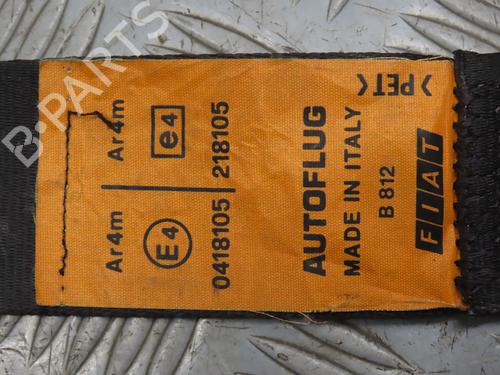 Ar4m E4
0418105
Ar4m e4
218105
AUTOFLUG
MADE IN ITALY
B 812
FIAT
>PET<
B-PARTS